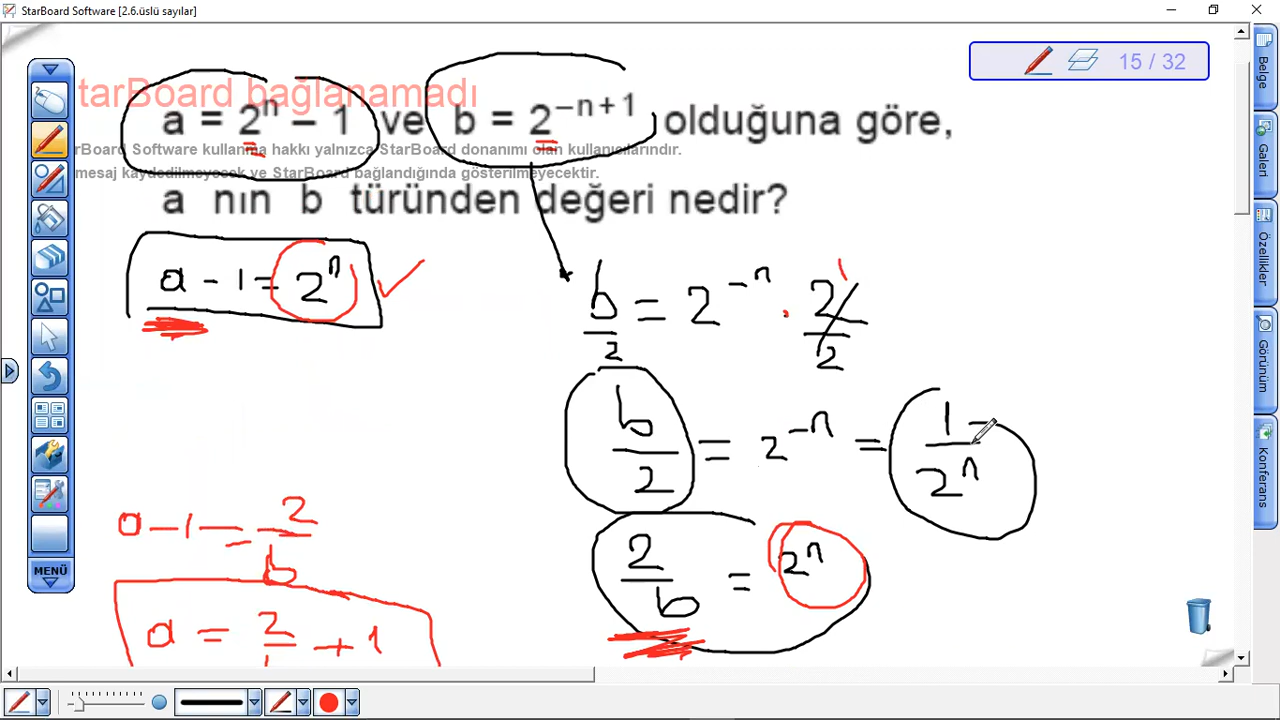 StarBoard Software [2.6.üslü sayılar]
15 / 32
tarBoard bağlanamadı
a = 2ⁿ − 1 ve b = 2⁻ⁿ⁺¹ olduğuna göre,
rBoard Software kullanma hakkı yalnızca StarBoard donanımı olan kullanıcılarındır.
mesaj kaydedilmeyecek ve StarBoard bağlandığında gösterilmeyecektir.
a nın b türünden değeri nedir?
a - 1 = 2ⁿ
b/2 = 2⁻ⁿ · 2/2
1
b/2 = 2⁻ⁿ = 1/2ⁿ
2/b = 2ⁿ
a - 1 = 2/b
a = 2/ + 1
MENÜ
Belge
Galeri
Özellikler
Görünüm
Konferans